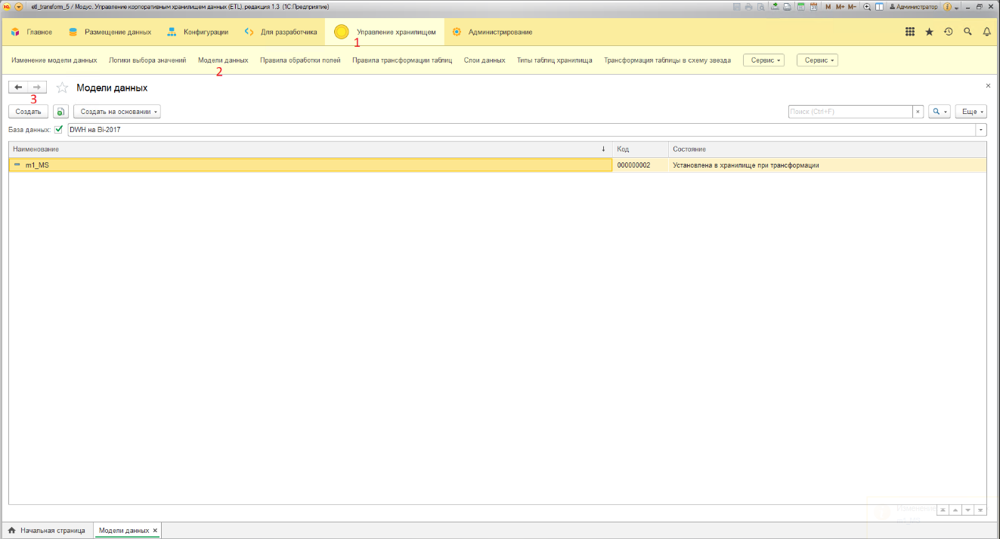 etl_transform_5 / Модус. Управление корпоративным хранилищем данных (ETL), редакция 1.3 (1С:Предприятие) M M+ M- Администратор
Главное Размещение данных Конфигурации Для разработчика Управление хранилищем Администрирование
1
Изменение модели данных Логики выбора значений Модели данных Правила обработки полей Правила трансформации таблиц Слои данных Типы таблиц хранилища Трансформация таблицы в схему звезда Сервис Сервис
2
Модели данных
3
Создать Создать на основании Поиск (Ctrl+F) Еще
База данных: DWH на Bi-2017
Наименование Код Состояние
m1_MS 000000002 Установлена в хранилище при трансформации
Начальная страница Модели данных